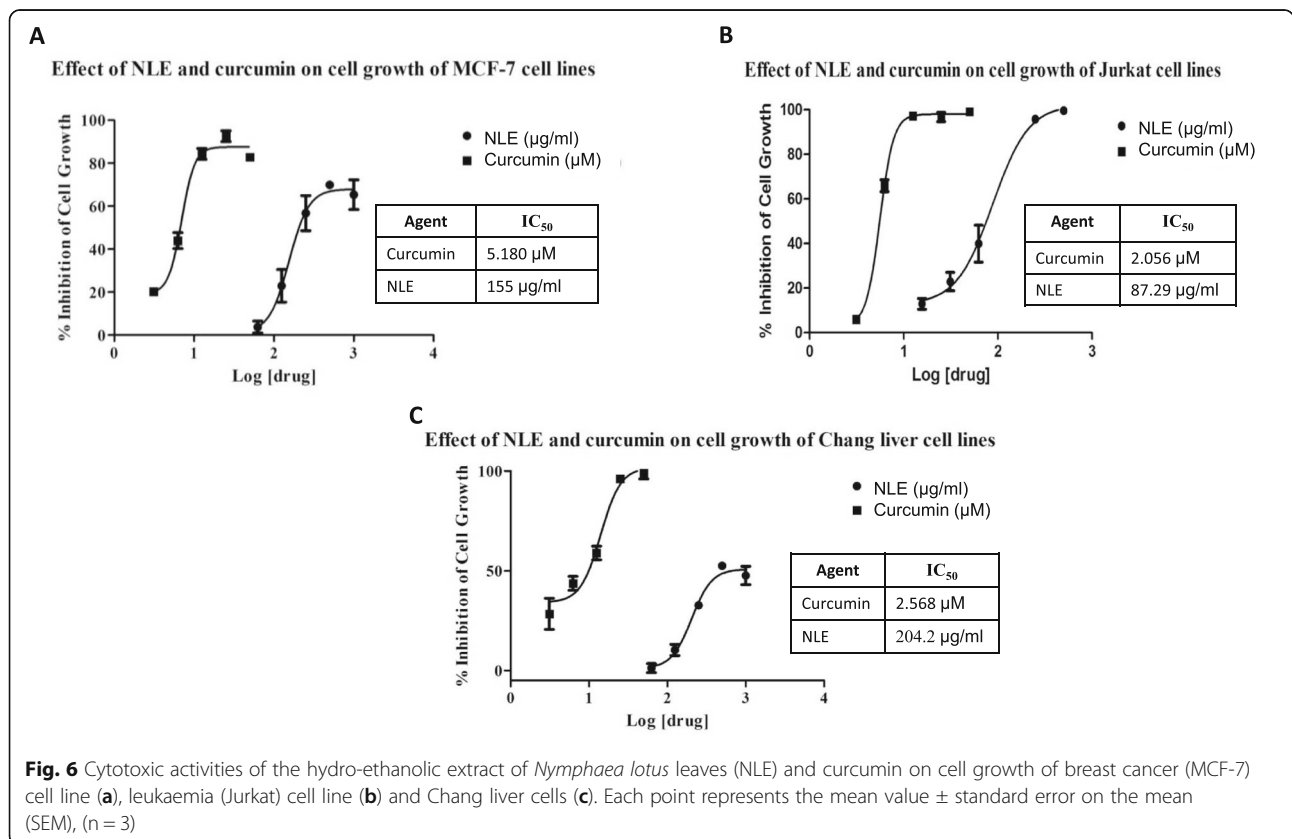 A
Effect of NLE and curcumin on cell growth of MCF-7 cell lines
% Inhibition of Cell Growth
100
80
60
40
20
0
0 1 2 3 4
Log [drug]
NLE (µg/ml)
Curcumin (µM)
Agent IC50
Curcumin 5.180 µM
NLE 155 µg/ml
B
Effect of NLE and curcumin on cell growth of Jurkat cell lines
% Inhibition of Cell Growth
100
80
60
40
20
0
0 1 2 3
Log [drug]
NLE (µg/ml)
Curcumin (µM)
Agent IC50
Curcumin 2.056 µM
NLE 87.29 µg/ml
C
Effect of NLE and curcumin on cell growth of Chang liver cell lines
% Inhibition of Cell Growth
100
50
0
0 1 2 3 4
Log [drug]
NLE (µg/ml)
Curcumin (µM)
Agent IC50
Curcumin 2.568 µM
NLE 204.2 µg/ml
Fig. 6 Cytotoxic activities of the hydro-ethanolic extract of Nymphaea lotus leaves (NLE) and curcumin on cell growth of breast cancer (MCF-7)
cell line (a), leukaemia (Jurkat) cell line (b) and Chang liver cells (c). Each point represents the mean value ± standard error on the mean
(SEM), (n = 3)